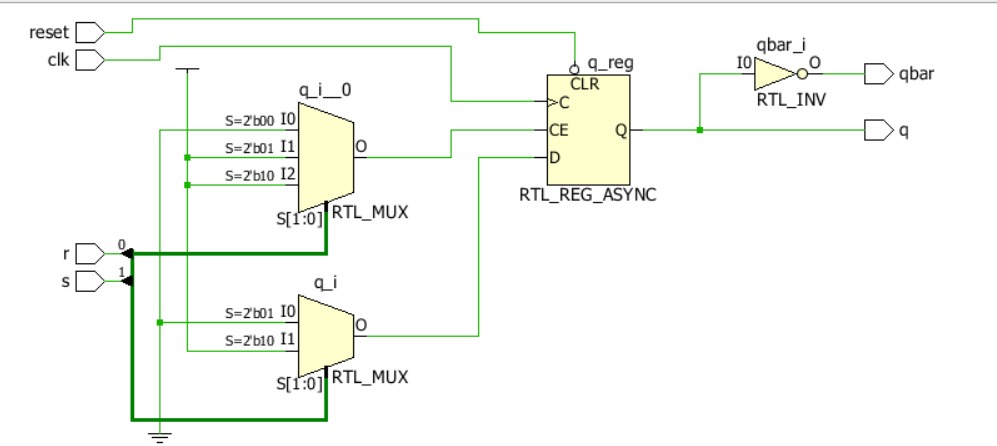 reset
clk
q_i__0
S=2'b00 I0
S=2'b01 I1
S=2'b10 I2
O
S[1:0] RTL_MUX
r 0
s 1
q_i
S=2'b01 I0
S=2'b10 I1
O
S[1:0] RTL_MUX
q_reg
CLR
C
CE
D
Q
RTL_REG_ASYNC
qbar_i
I0 O
RTL_INV
qbar
q